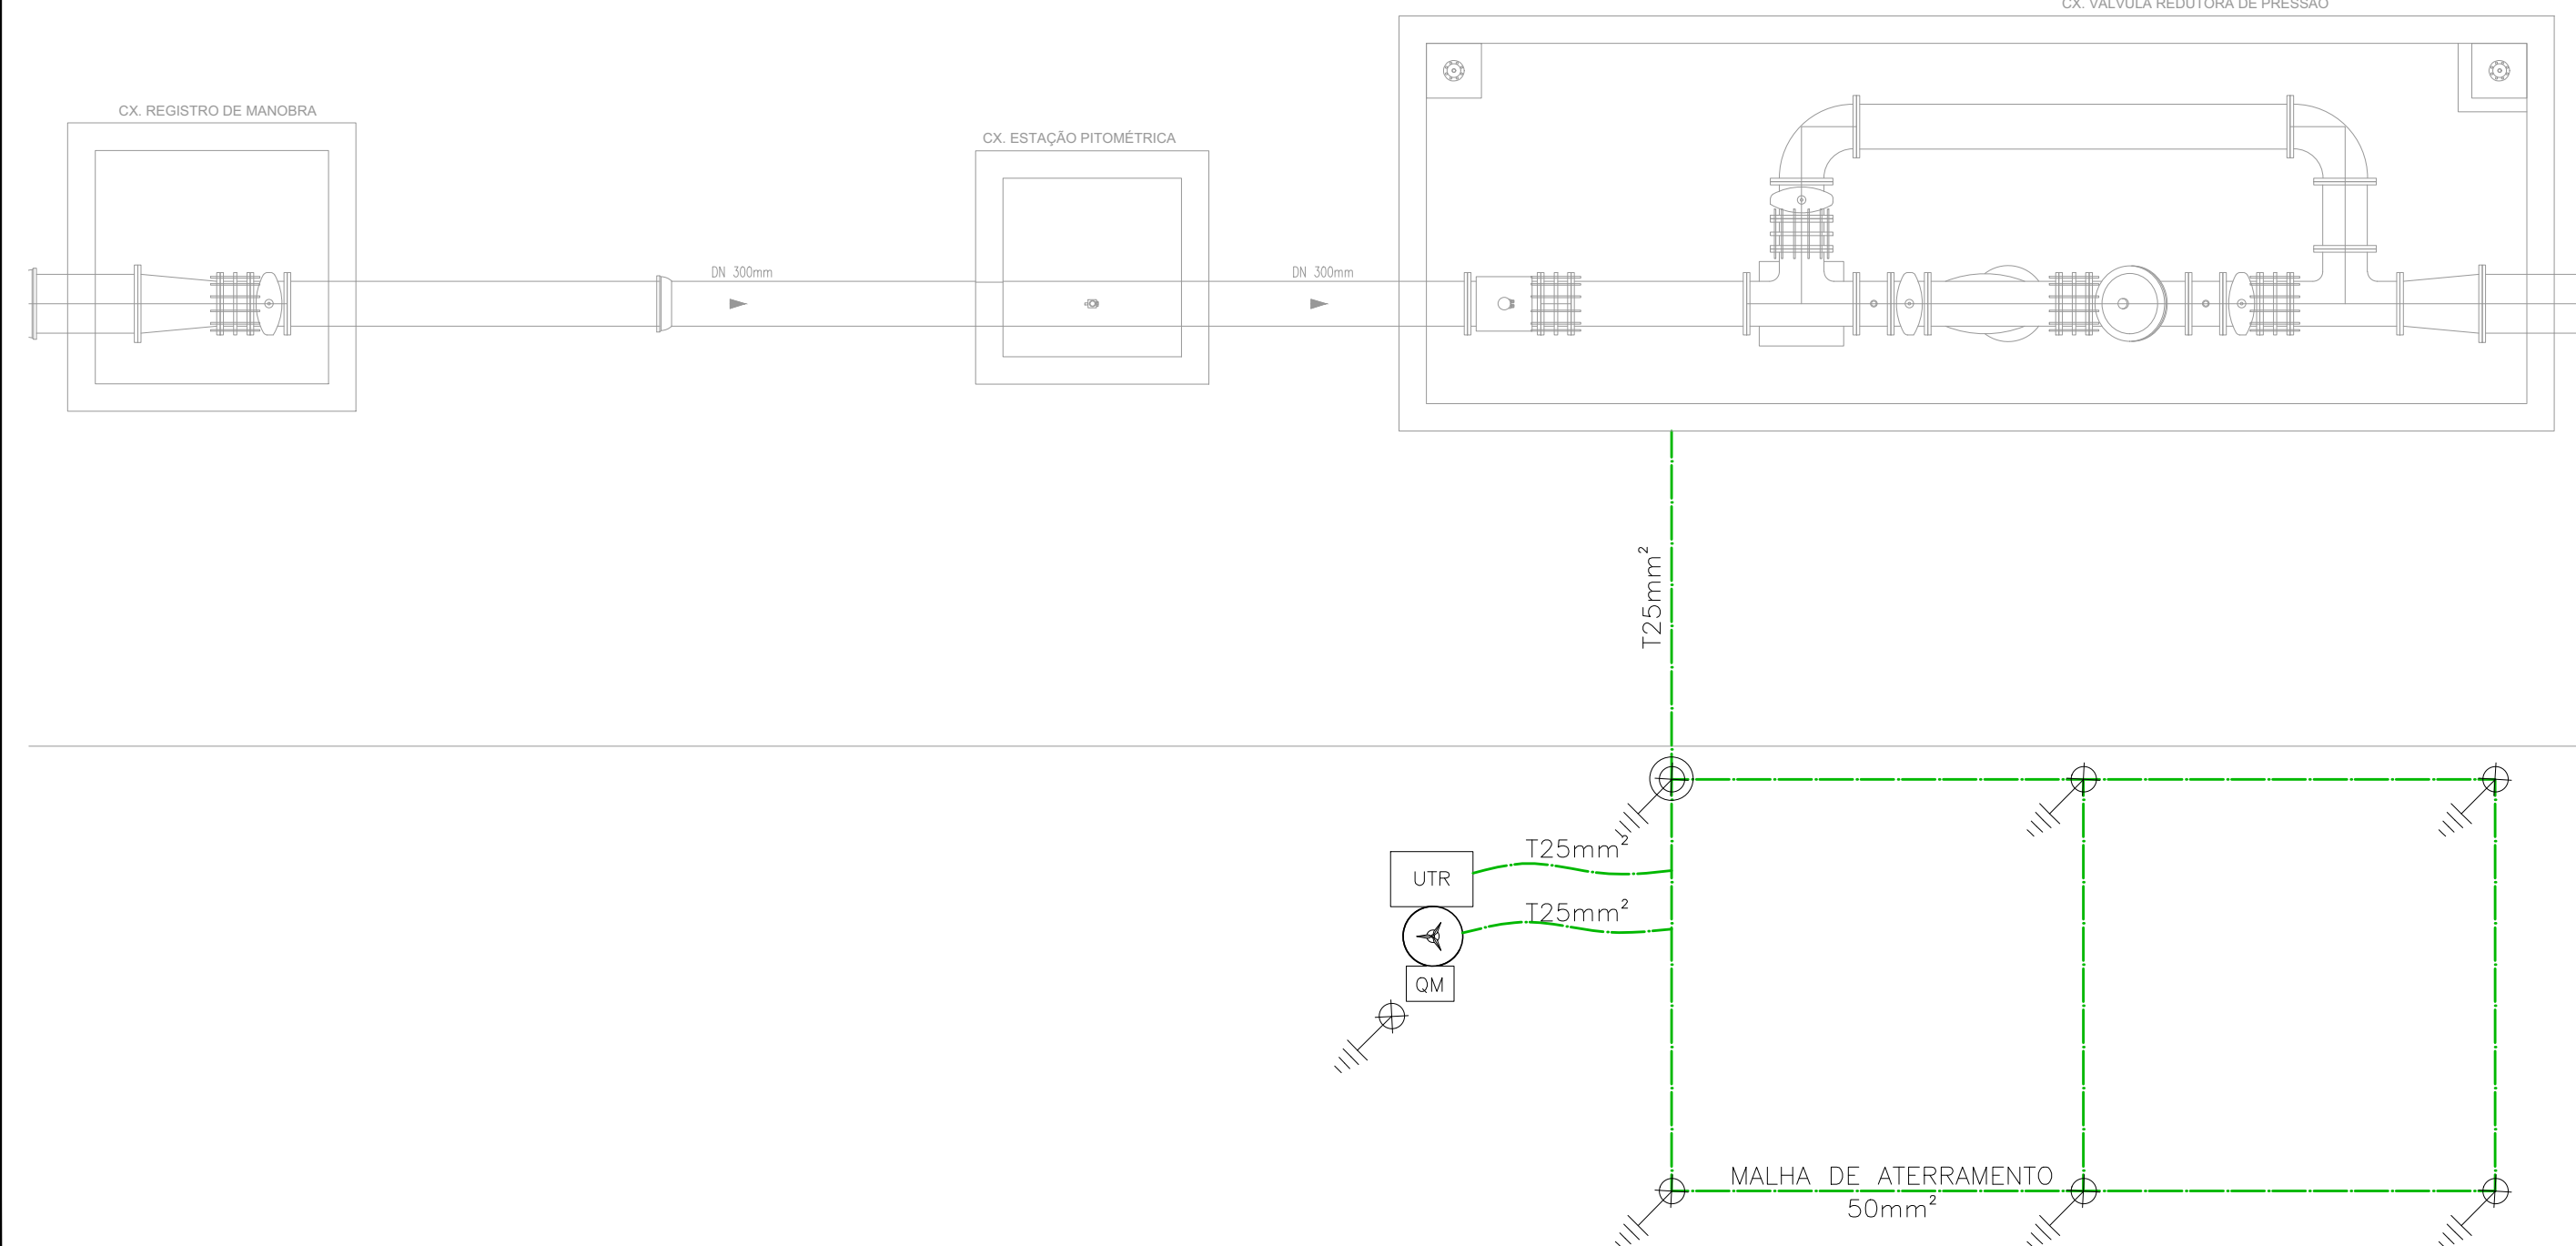 CX. VÁLVULA REDUTORA DE PRESSÃO
CX. REGISTRO DE MANOBRA
CX. ESTAÇÃO PITOMÉTRICA
DN 300mm
DN 300mm
T25mm²
T25mm²
UTR
T25mm²
QM
MALHA DE ATERRAMENTO
50mm²